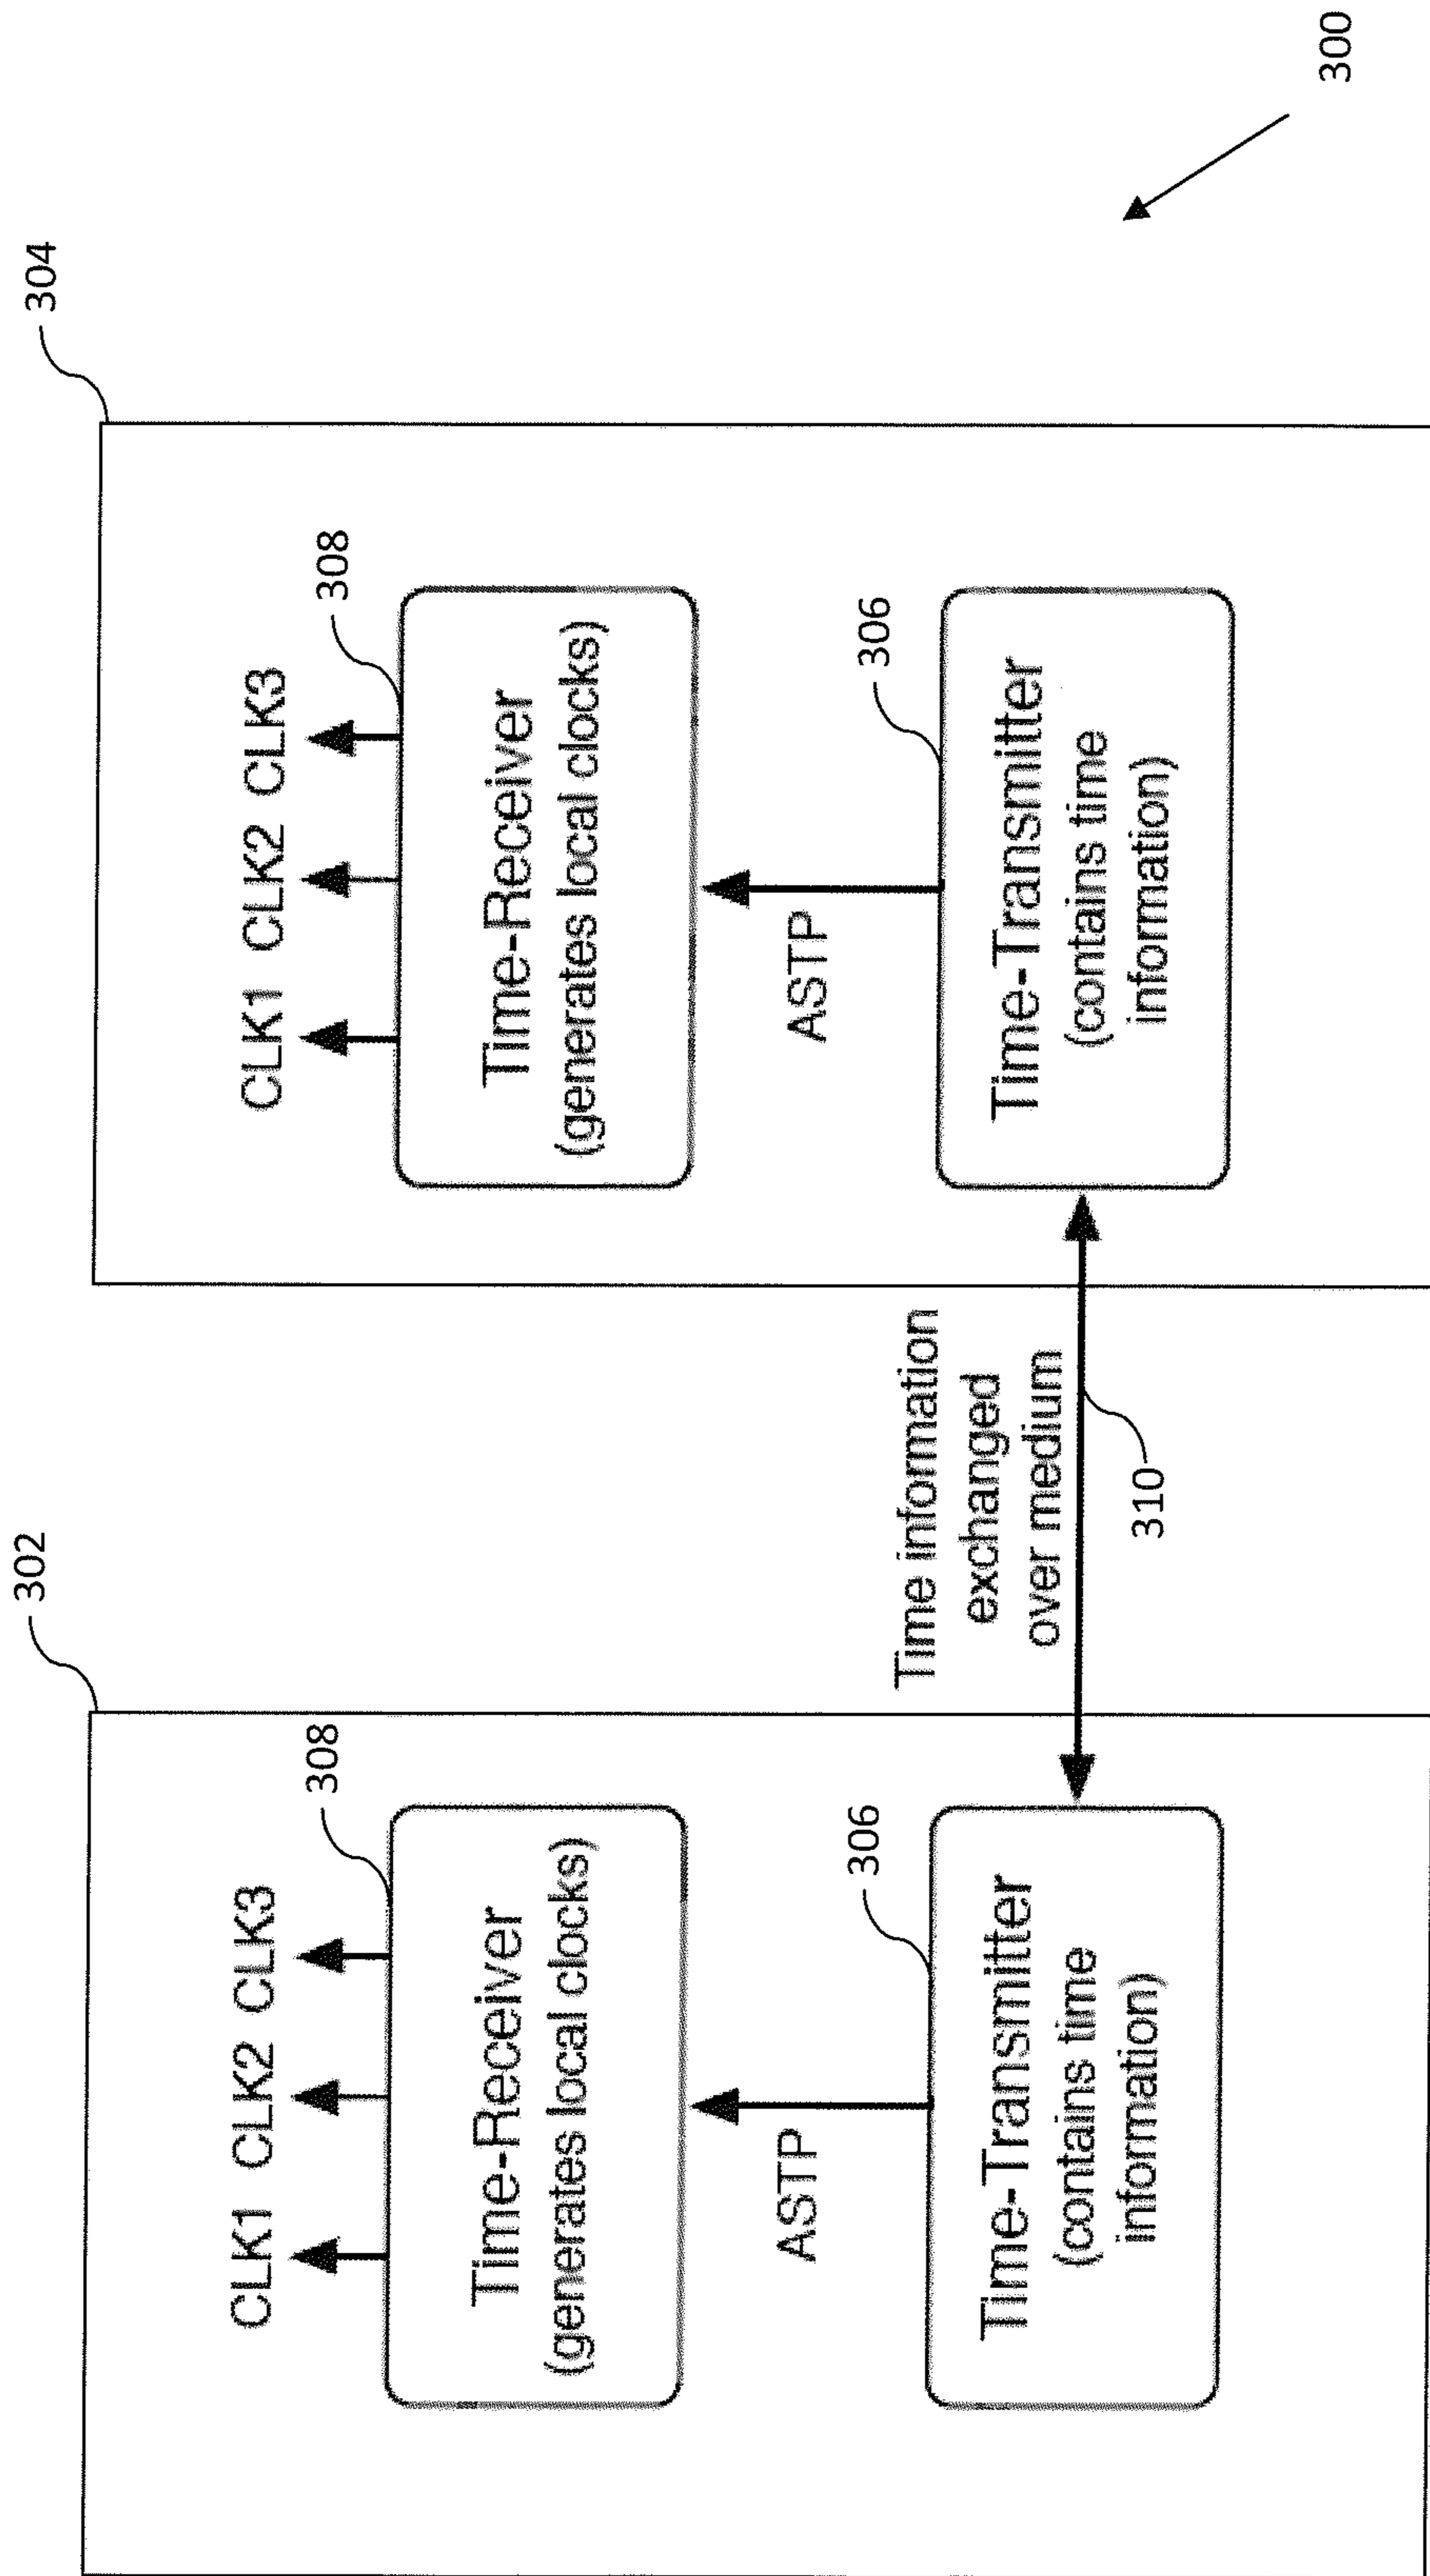 300
302
304
CLK1 CLK2 CLK3
308
Time-Receiver
(generates local clocks)
ASTP
306
Time-Transmitter
(contains time
information)
Time information
exchanged
over medium
310
CLK1 CLK2 CLK3
308
Time-Receiver
(generates local clocks)
ASTP
306
Time-Transmitter
(contains time
information)